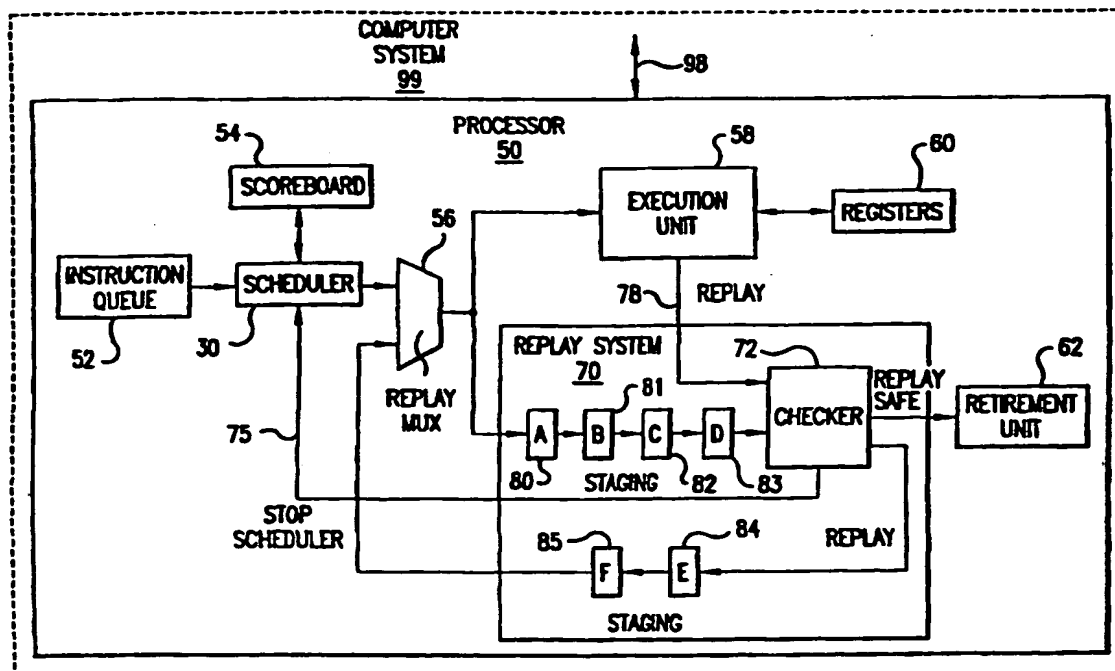 COMPUTER
SYSTEM
99
98
PROCESSOR
50
54
SCOREBOARD
56
58
EXECUTION
UNIT
60
REGISTERS
INSTRUCTION
QUEUE
52
SCHEDULER
30
REPLAY
MUX
78
REPLAY
REPLAY SYSTEM
70
72
CHECKER
REPLAY
SAFE
62
RETIREMENT
UNIT
75
A
80
B
81
C
82
D
83
STAGING
STOP
SCHEDULER
85
F
84
E
REPLAY
STAGING